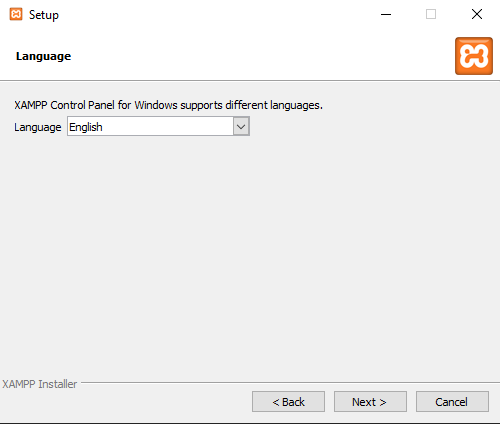 Setup
Language
XAMPP Control Panel for Windows supports different languages.
Language English
XAMPP Installer
< Back Next > Cancel